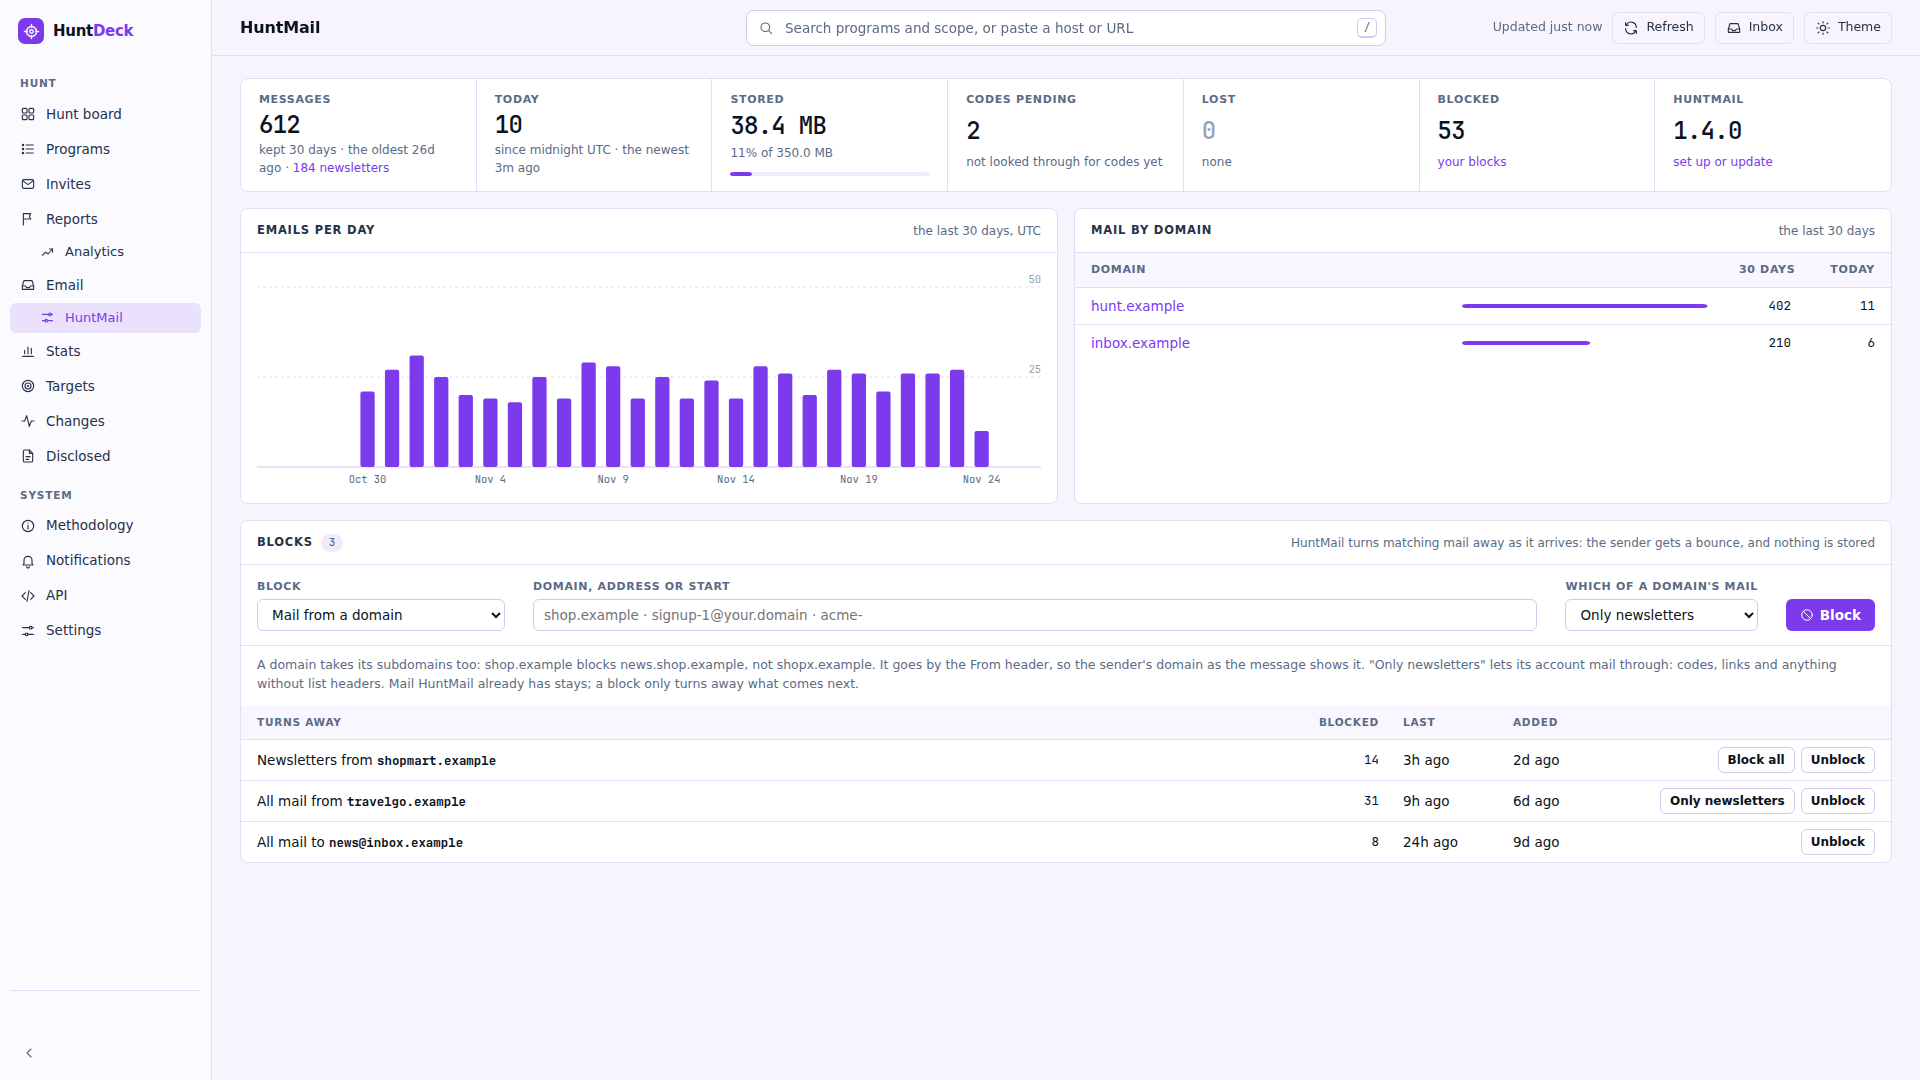 HuntDeck
HUNT
Hunt board
Programs
Invites
Reports
Analytics
Email
HuntMail
Stats
Targets
Changes
Disclosed
SYSTEM
Methodology
Notifications
API
Settings
HuntMail
Search programs and scope, or paste a host or URL
/
Updated just now
Refresh
Inbox
Theme
MESSAGES
612
kept 30 days · the oldest 26d
ago · 184 newsletters
TODAY
10
since midnight UTC · the newest
3m ago
STORED
38.4 MB
11% of 350.0 MB
CODES PENDING
2
not looked through for codes yet
LOST
0
none
BLOCKED
53
your blocks
HUNTMAIL
1.4.0
set up or update
EMAILS PER DAY
the last 30 days, UTC
50
25
Oct 30
Nov 4
Nov 9
Nov 14
Nov 19
Nov 24
MAIL BY DOMAIN
the last 30 days
DOMAIN 30 DAYS TODAY
hunt.example 402 11
inbox.example 210 6
BLOCKS 3
HuntMail turns matching mail away as it arrives: the sender gets a bounce, and nothing is stored
BLOCK
Mail from a domain
DOMAIN, ADDRESS OR START
shop.example · signup-1@your.domain · acme-
WHICH OF A DOMAIN'S MAIL
Only newsletters
Block
A domain takes its subdomains too: shop.example blocks news.shop.example, not shopx.example. It goes by the From header, so the sender's domain as the message shows it. "Only newsletters" lets its account mail through: codes, links and anything
without list headers. Mail HuntMail already has stays; a block only turns away what comes next.
TURNS AWAY BLOCKED LAST ADDED
Newsletters from shopmart.example 14 3h ago 2d ago Block all Unblock
All mail from travelgo.example 31 9h ago 6d ago Only newsletters Unblock
All mail to news@inbox.example 8 24h ago 9d ago Unblock